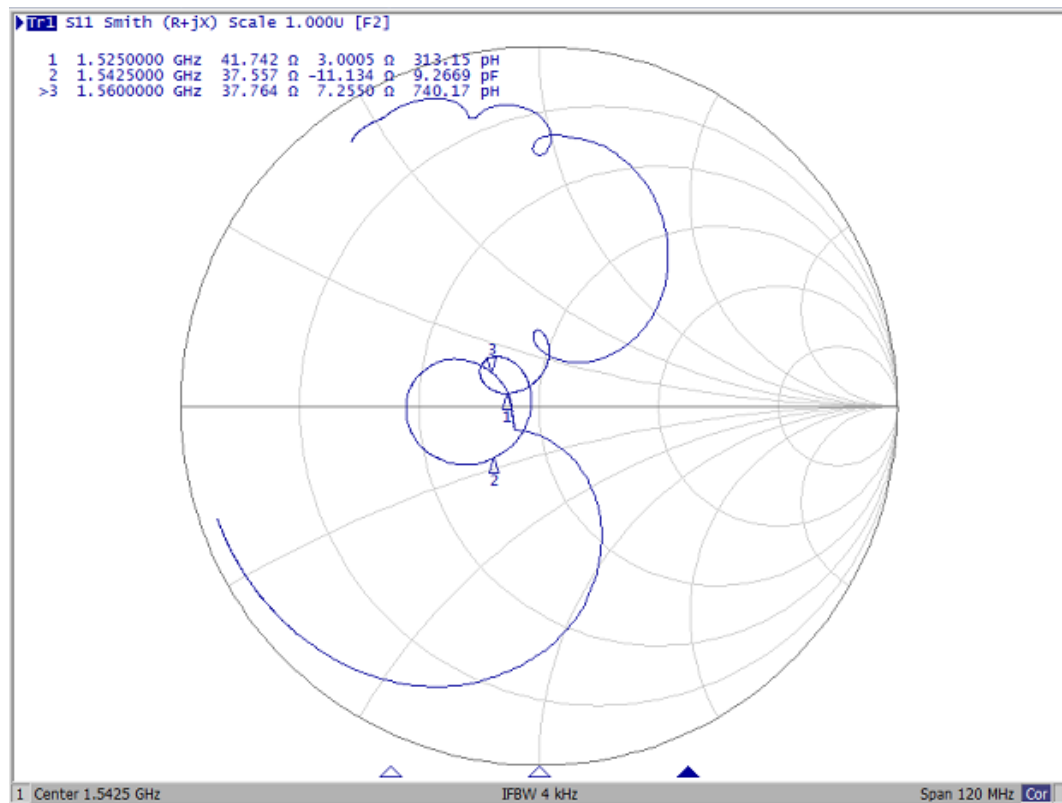 Tr1 S11 Smith (R+jX) Scale 1.000U [F2]
1 1.5250000 GHz 41.742 Ω 3.0005 Ω 313.15 pH
2 1.5425000 GHz 37.557 Ω -11.134 Ω 9.2669 pF
>3 1.5600000 GHz 37.764 Ω 7.2550 Ω 740.17 pH
3
1
2
1 Center 1.5425 GHz IFBW 4 kHz Span 120 MHz Cor